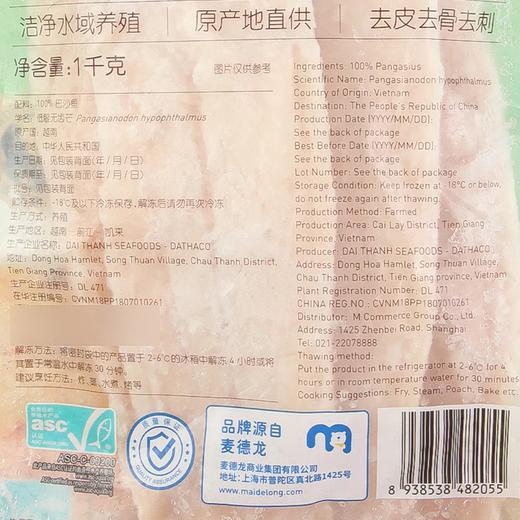 洁净水域养殖
原产地直供
去皮去骨去刺
净含量:1千克
图片仅供参考
配料: 100% 巴沙鱼
学名: 低眼无齿芒 Pangasianodon hypophthalmus
原产国: 越南
目的地: 中华人民共和国
生产日期: 见包装背面(年/月/日)
保质期至: 见包装背面(年/月/日)
批号: 见包装背面
贮存条件: -18℃及以下冷冻保存, 解冻后请勿再次冷冻
生产方式: 养殖
生产地区: 越南—前江—凯来
生产企业名称: DAI THANH SEAFOODS - DATHACO
地址: Dong Hoa Hamlet, Song Thuan Village, Chau Thanh District,
Tien Giang Province, Vietnam
生产企业注册号: DL 471
在华注册编号: CVNM18PP1807010261
解冻方法: 将密封袋中的产品置于 2-6℃的冰箱中解冻 4 小时或将
其置于常温水中解冻 30 分钟。
建议烹饪方法: 炸、蒸、水煮、烤等
Ingredients: 100% Pangasius
Scientific Name: Pangasianodon hypophthalmus
Country of Origin: Vietnam
Destination: The People's Republic of China
Production Date (YYYY/MM/DD):
See the back of package
Best Before Date (YYYY/MM/DD):
See the back of package
Lot Number: See the back of package
Storage Condition: Keep frozen at -18°C or below,
do not freeze again after thawing.
Production Method: Farmed
Production Area: Cai Lay District, Tien Giang
Province, Vietnam
Producer: DAI THANH SEAFOODS - DATHACO
Address: Dong Hoa Hamlet, Song Thuan
Village, Chau Thanh District, Tien Giang
Province, Vietnam
Plant Registration Number: DL 471
CHINA REG.NO.: CVNM18PP1807010261
Distributor: M Commerce Group Co., Ltd.
Address: 1425 Zhenbei Road, Shanghai
Tel: 021-22078888
Thawing method:
Put the product in the refrigerator at 2-6°C for 4
hours or in room temperature water for 30 minutes
Cooking Suggestions: Fry, Steam, Poach, Bake etc.
asc
认证
ASC-C-00200
质量保证
品牌源自
麦德龙
麦德龙商业集团有限公司
地址:上海市普陀区真北路1425号
www.maidelong.com
8 938538 482055